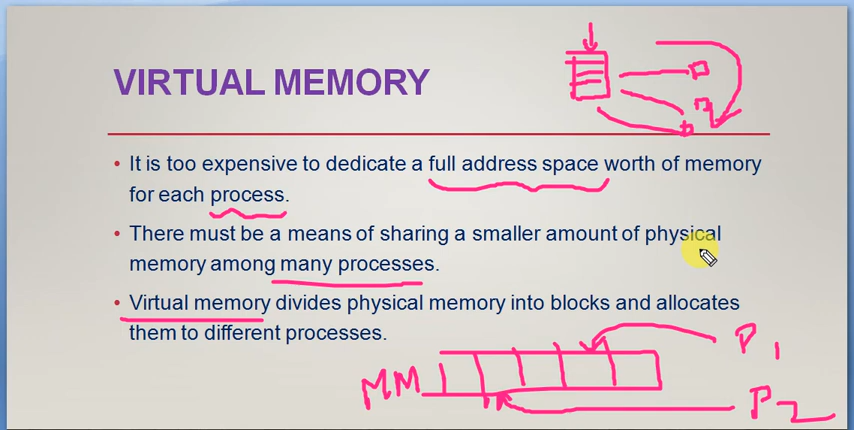 VIRTUAL MEMORY
• It is too expensive to dedicate a full address space worth of memory
for each process.
• There must be a means of sharing a smaller amount of physical
memory among many processes.
• Virtual memory divides physical memory into blocks and allocates
them to different processes.
P1
MM
P2